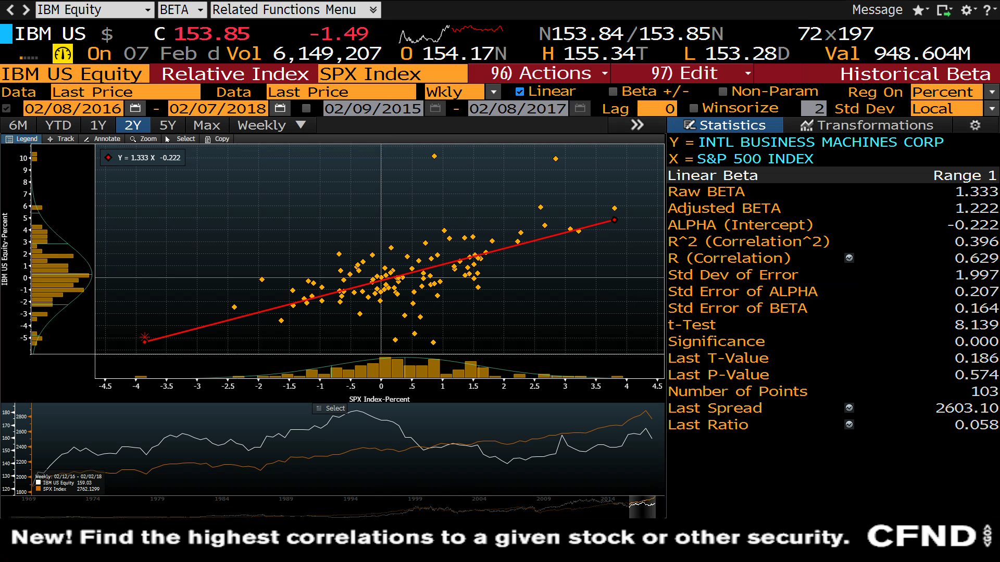 IBM Equity BETA Related Functions Menu Message ?
IBM US $ C 153.85 -1.49 N153.84/153.85N 72x197
On 07 Feb d Vol 6,149,207 O 154.17N H 155.34T L 153.28D Val 948.604M
IBM US Equity Relative Index SPX Index 96) Actions 97) Edit Historical Beta
Data Last Price Data Last Price Wkly Linear Beta +/- Non-Param Reg On Percent
02/08/2016 - 02/07/2018 02/09/2015 - 02/08/2017 Lag 0 Winsorize 2 Std Dev Local
6M YTD 1Y 2Y 5Y Max Weekly Statistics Transformations
Legend Track Annotate Zoom Select Copy
Y = 1.333 X -0.222
10
9
8
7
6
5
4
3
2
1
0
-1
-2
-3
-4
-5
IBM US Equity-Percent
-4.5 -4 -3.5 -3 -2.5 -2 -1.5 -1 -.5 0 .5 1 1.5 2 2.5 3 3.5 4 4.5
SPX Index-Percent
Y = INTL BUSINESS MACHINES CORP
X = S&P 500 INDEX
Linear Beta Range 1
Raw BETA 1.333
Adjusted BETA 1.222
ALPHA (Intercept) -0.222
R^2 (Correlation^2) 0.396
R (Correlation) 0.629
Std Dev of Error 1.997
Std Error of ALPHA 0.207
Std Error of BETA 0.164
t-Test 8.139
Significance 0.000
Last T-Value 0.186
Last P-Value 0.574
Number of Points 103
Last Spread 2603.10
Last Ratio 0.058
Select
180
170
160
150
140
130
120
2800
2600
2400
2200
2000
1800
Weekly: 02/12/16 - 02/02/18
IBM US Equity 159.03
SPX Index 2762.1299
1969 1974 1979 1984 1989 1994 1999 2004 2009 2014
New! Find the highest correlations to a given stock or other security. CFND <GO>